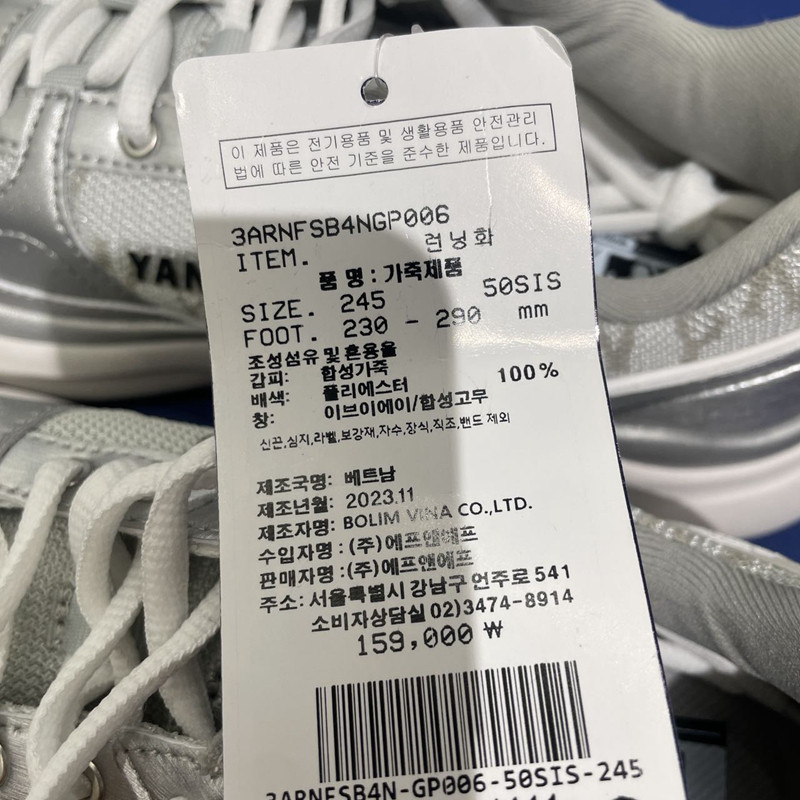 이 제품은 전기용품 및 생활용품 안전관리
법에 따른 안전 기준을 준수한 제품입니다.
3ARNFSB4NGP006
ITEM. 런닝화
품 명 : 가죽제품
SIZE. 245 50SIS
FOOT. 230 - 290 mm
조성섬유 및 혼용율
갑피: 합성가죽
배색: 폴리에스터 100%
창: 이브이에이/합성고무
신끈,심지,라벨,보강재,자수,장식,직조,밴드 제외
제조국명: 베트남
제조년월: 2023.11
제조자명: BOLIM VINA CO.,LTD.
수입자명 : (주)에프앤에프
판매자명 : (주)에프앤에프
주소: 서울특별시 강남구 언주로 541
소비자상담실 02)3474-8914
159,000 ₩
3ARNFSB4N-GP006-50SIS-245
YAN